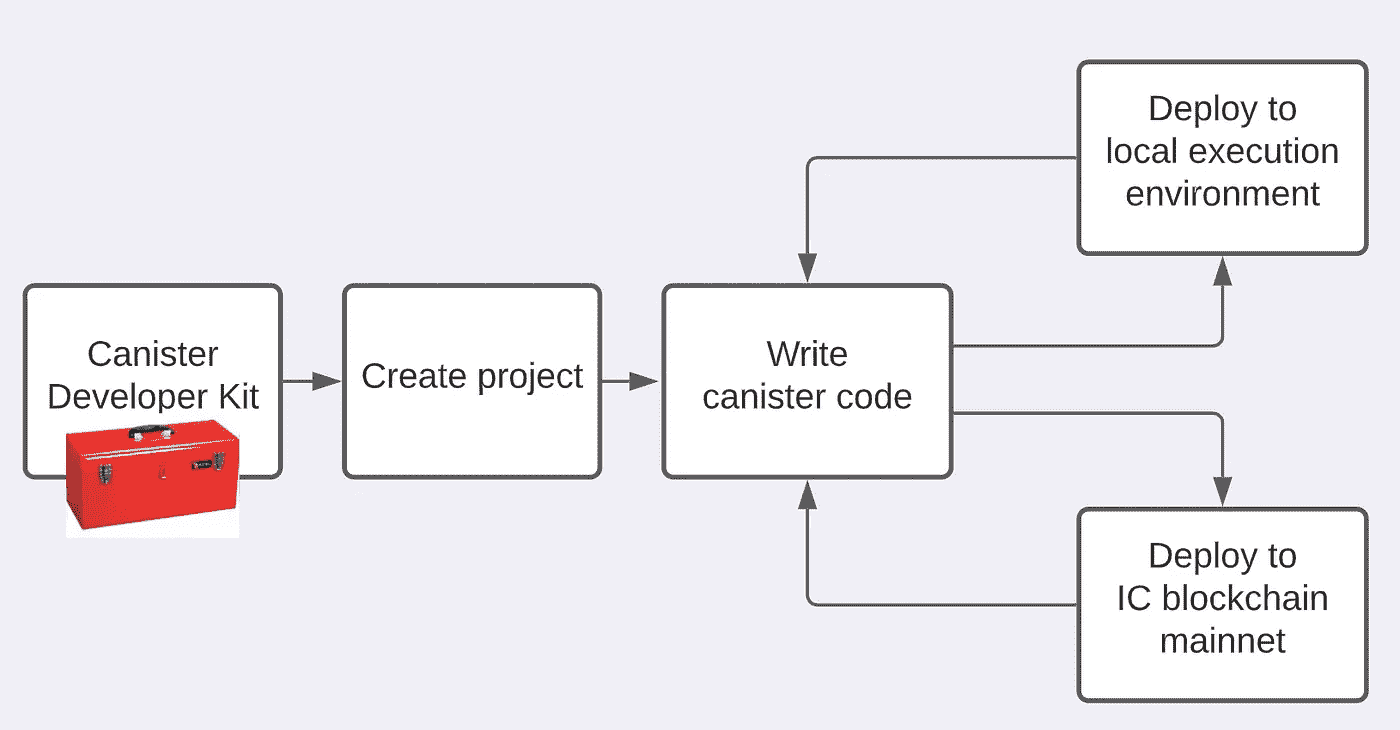 Canister
Developer Kit
Create project
Write
canister code
Deploy to
local execution
environment
Deploy to
IC blockchain
mainnet